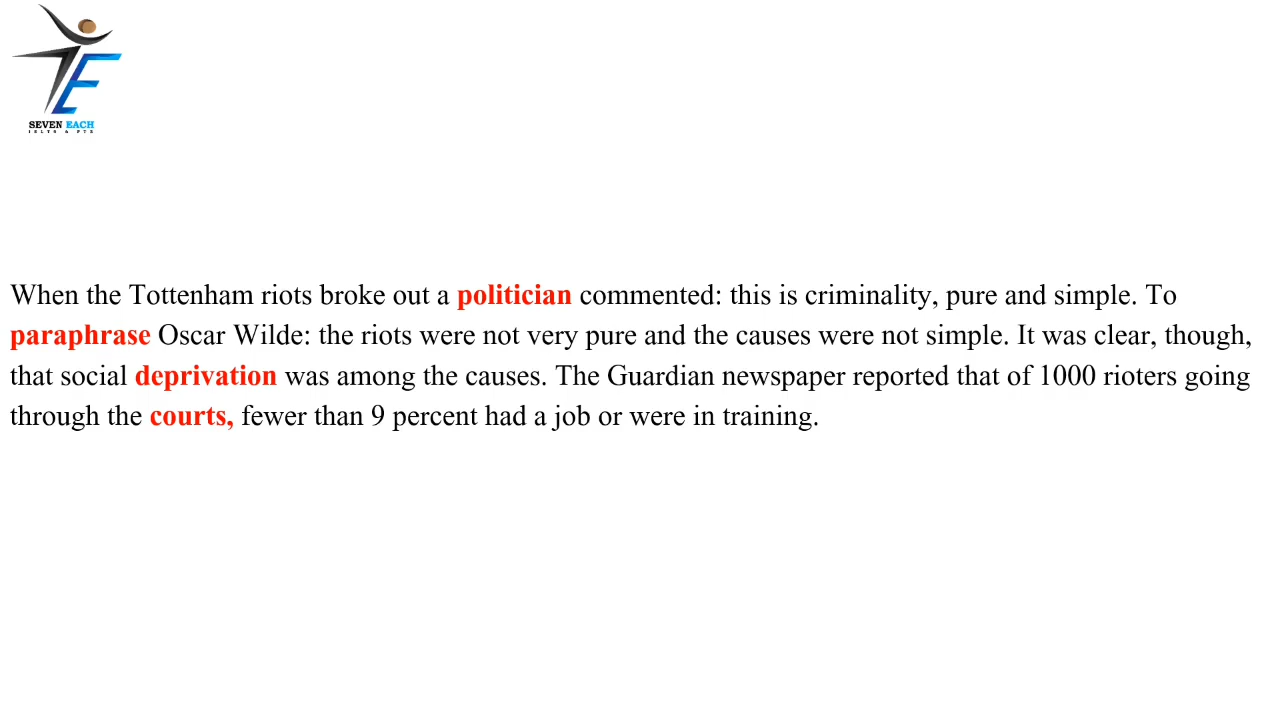 SEVEN EACH
IELTS & PTE
When the Tottenham riots broke out a politician commented: this is criminality, pure and simple. To
paraphrase Oscar Wilde: the riots were not very pure and the causes were not simple. It was clear, though,
that social deprivation was among the causes. The Guardian newspaper reported that of 1000 rioters going
through the courts, fewer than 9 percent had a job or were in training.